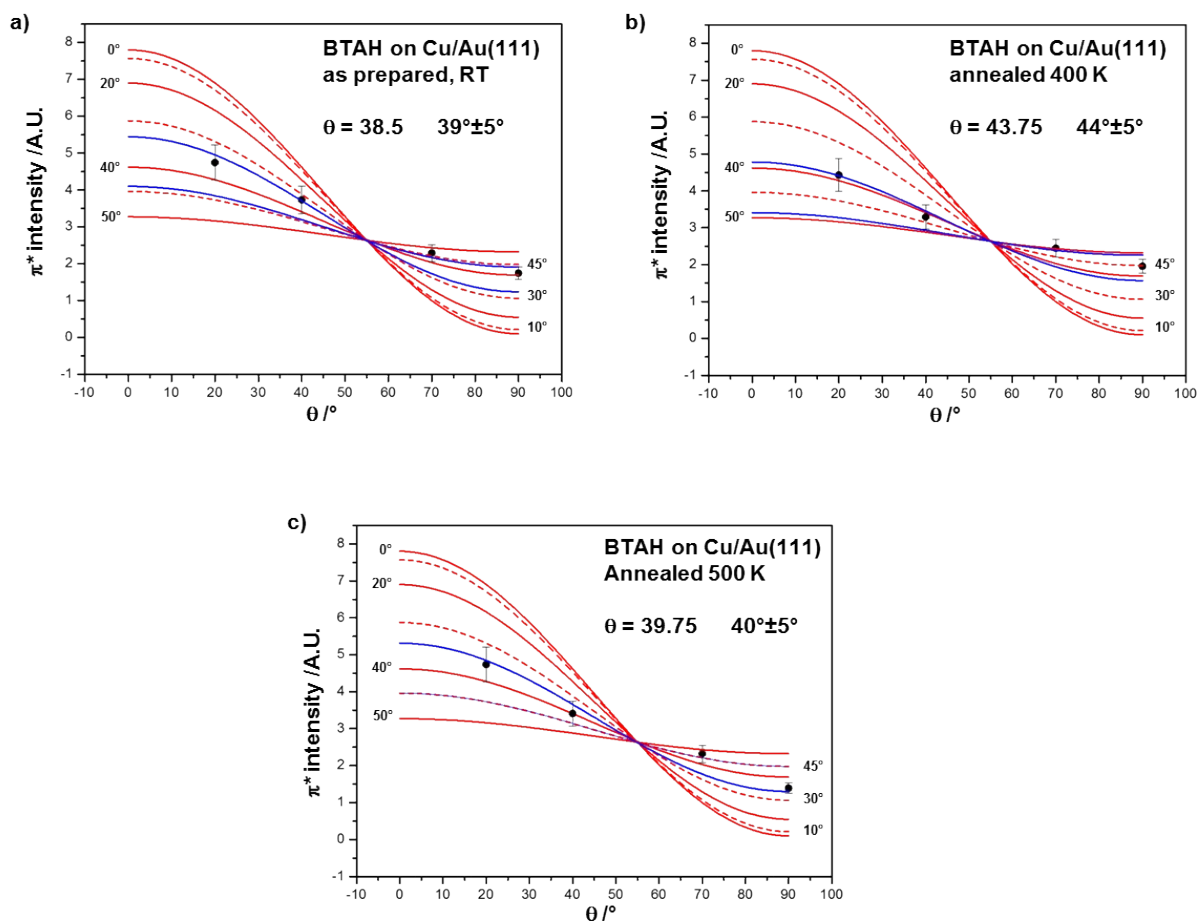 a)
BTAH on Cu/Au(111)
as prepared, RT
θ = 38.5 39°±5°
π* intensity /A.U.
8
7
6
5
4
3
2
1
0
-1
0°
20°
40°
50°
45°
30°
10°
-10 0 10 20 30 40 50 60 70 80 90 100
θ /°
b)
BTAH on Cu/Au(111)
annealed 400 K
θ = 43.75 44°±5°
π* intensity /A.U.
8
7
6
5
4
3
2
1
0
-1
0°
20°
40°
50°
45°
30°
10°
-10 0 10 20 30 40 50 60 70 80 90 100
θ /°
c)
BTAH on Cu/Au(111)
Annealed 500 K
θ = 39.75 40°±5°
π* intensity /A.U.
8
7
6
5
4
3
2
1
0
-1
0°
20°
40°
50°
45°
30°
10°
-10 0 10 20 30 40 50 60 70 80 90 100
θ /°